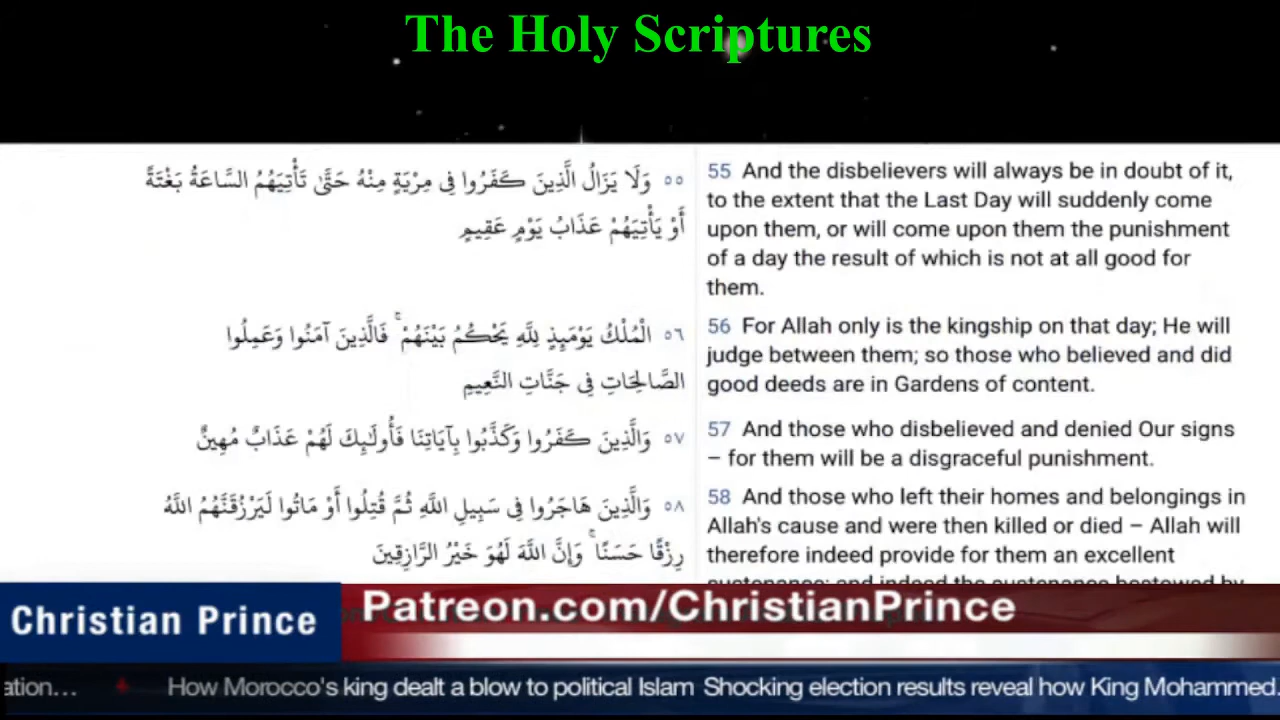 The Holy Scriptures
٥٥ وَلَا يَزَالُ الَّذِينَ كَفَرُوا فِي مِرْيَةٍ مِنْهُ حَتَّىٰ تَأْتِيَهُمُ السَّاعَةُ بَغْتَةً
أَوْ يَأْتِيَهُمْ عَذَابُ يَوْمٍ عَقِيمٍ
٥٦ الْمُلْكُ يَوْمَئِذٍ لِلَّهِ يَحْكُمُ بَيْنَهُمْ ۚ فَالَّذِينَ آمَنُوا وَعَمِلُوا
الصَّالِحَاتِ فِي جَنَّاتِ النَّعِيمِ
٥٧ وَالَّذِينَ كَفَرُوا وَكَذَّبُوا بِآيَاتِنَا فَأُولَٰئِكَ لَهُمْ عَذَابٌ مُهِينٌ
٥٨ وَالَّذِينَ هَاجَرُوا فِي سَبِيلِ اللَّهِ ثُمَّ قُتِلُوا أَوْ مَاتُوا لَيَرْزُقَنَّهُمُ اللَّهُ
رِزْقًا حَسَنًا ۚ وَإِنَّ اللَّهَ لَهُوَ خَيْرُ الرَّازِقِينَ
55 And the disbelievers will always be in doubt of it,
to the extent that the Last Day will suddenly come
upon them, or will come upon them the punishment
of a day the result of which is not at all good for
them.
56 For Allah only is the kingship on that day; He will
judge between them; so those who believed and did
good deeds are in Gardens of content.
57 And those who disbelieved and denied Our signs
– for them will be a disgraceful punishment.
58 And those who left their homes and belongings in
Allah's cause and were then killed or died – Allah will
therefore indeed provide for them an excellent
sustenance; and indeed the sustenance bestowed by
Christian Prince
Patreon.com/ChristianPrince
ation... How Morocco's king dealt a blow to political Islam Shocking election results reveal how King Mohammed.